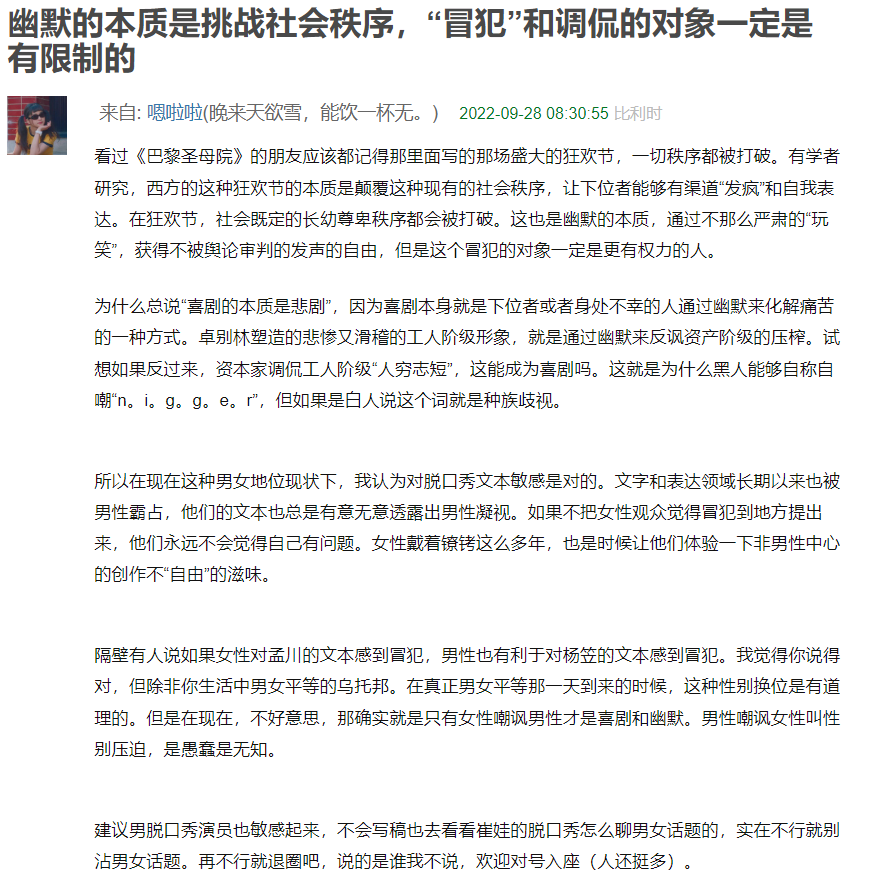 幽默的本质是挑战社会秩序，“冒犯”和调侃的对象一定是
有限制的
来自: 嗯啦啦(晚来天欲雪，能饮一杯无。) 2022-09-28 08:30:55 比利时
看过《巴黎圣母院》的朋友应该都记得那里面写的那场盛大的狂欢节，一切秩序都被打破。有学者
研究，西方的这种狂欢节的本质是颠覆这种现有的社会秩序，让下位者能够有渠道“发疯”和自我表
达。在狂欢节，社会既定的长幼尊卑秩序都会被打破。这也是幽默的本质，通过不那么严肃的“玩
笑”，获得不被舆论审判的发声的自由，但是这个冒犯的对象一定是更有权力的人。
为什么总说“喜剧的本质是悲剧”，因为喜剧本身就是下位者或者身处不幸的人通过幽默来化解痛苦
的一种方式。卓别林塑造的悲惨又滑稽的工人阶级形象，就是通过幽默来反讽资产阶级的压榨。试
想如果反过来，资本家调侃工人阶级“人穷志短”，这能成为喜剧吗。这就是为什么黑人能够自称自
嘲“n。i。g。g。e。r”，但如果是白人说这个词就是种族歧视。
所以在现在这种男女地位现状下，我认为对脱口秀文本敏感是对的。文字和表达领域长期以来也被
男性霸占，他们的文本也总是有意无意透露出男性凝视。如果不把女性观众觉得冒犯到地方提出
来，他们永远不会觉得自己有问题。女性戴着镣铐这么多年，也是时候让他们体验一下非男性中心
的创作不“自由”的滋味。
隔壁有人说如果女性对孟川的文本感到冒犯，男性也有利于对杨笠的文本感到冒犯。我觉得你说得
对，但除非你生活中男女平等的乌托邦。在真正男女平等那一天到来的时候，这种性别换位是有道
理的。但是在现在，不好意思，那确实就是只有女性嘲讽男性才是喜剧和幽默。男性嘲讽女性叫性
别压迫，是愚蠢是无知。
建议男脱口秀演员也敏感起来，不会写稿也去看看崔娃的脱口秀怎么聊男女话题的，实在不行就别
沾男女话题。再不行就退圈吧，说的是谁我不说，欢迎对号入座（人还挺多）。